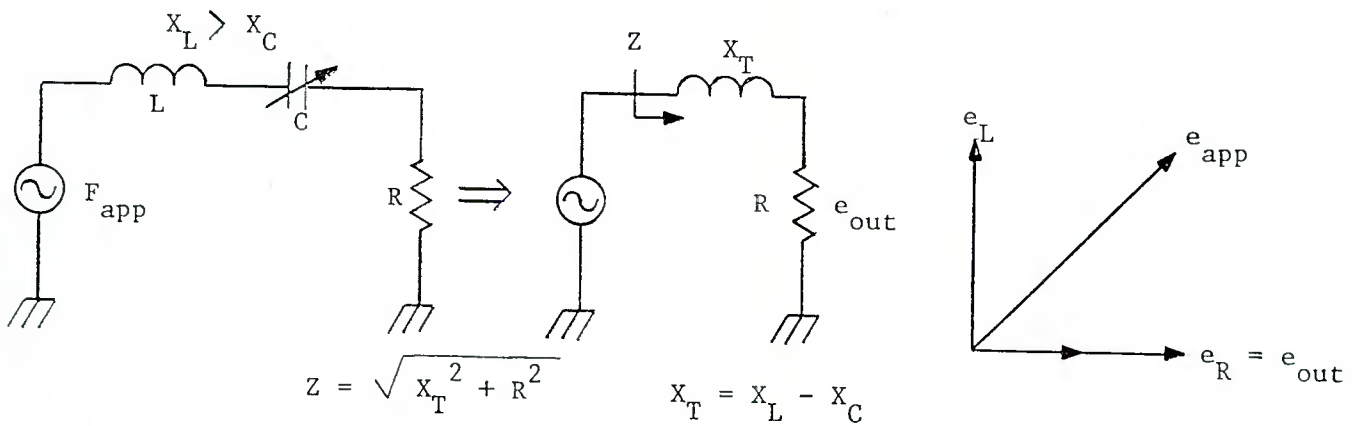 X_L > X_C
L
C
F_app
R
Z
X_T
R
e_out
e_L
e_app
e_R = e_out
Z = √(X_T² + R²)
X_T = X_L - X_C